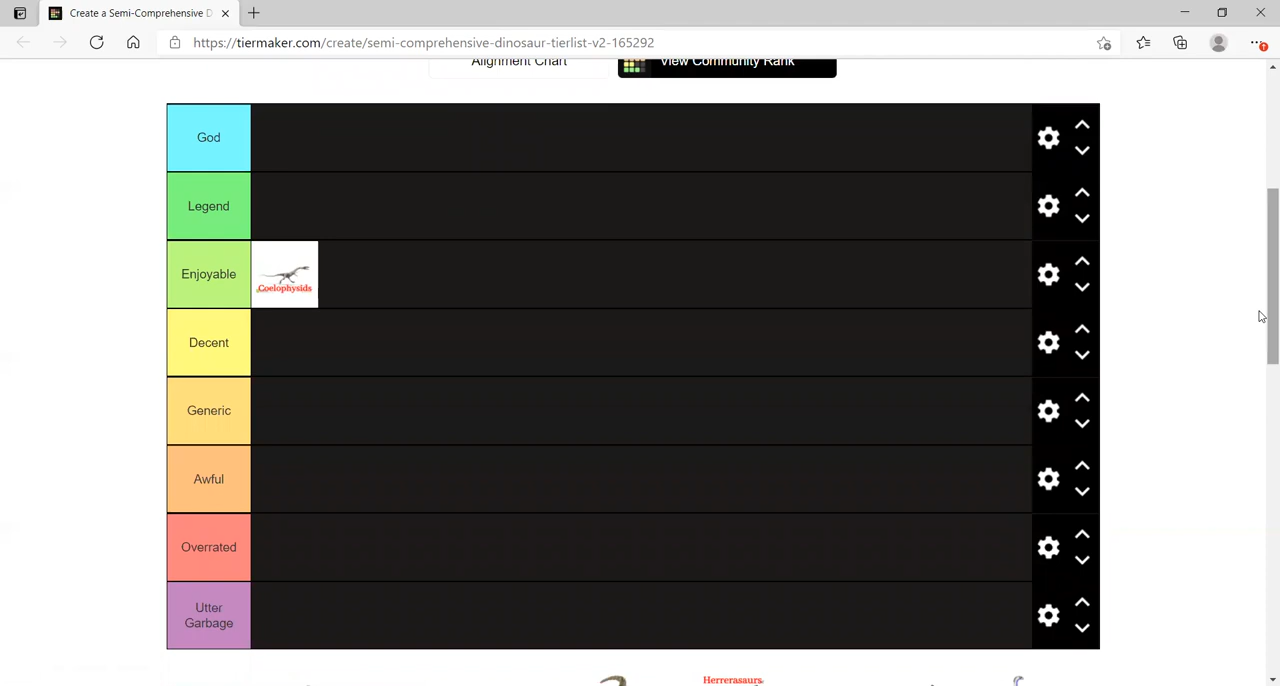 Create a Semi-Comprehensive D
https://tiermaker.com/create/semi-comprehensive-dinosaur-tierlist-v2-165292
Alignment Chart
View Community Rank
God
Legend
Enjoyable
Coelophysids
Decent
Generic
Awful
Overrated
Utter
Garbage
Herrerasaurs